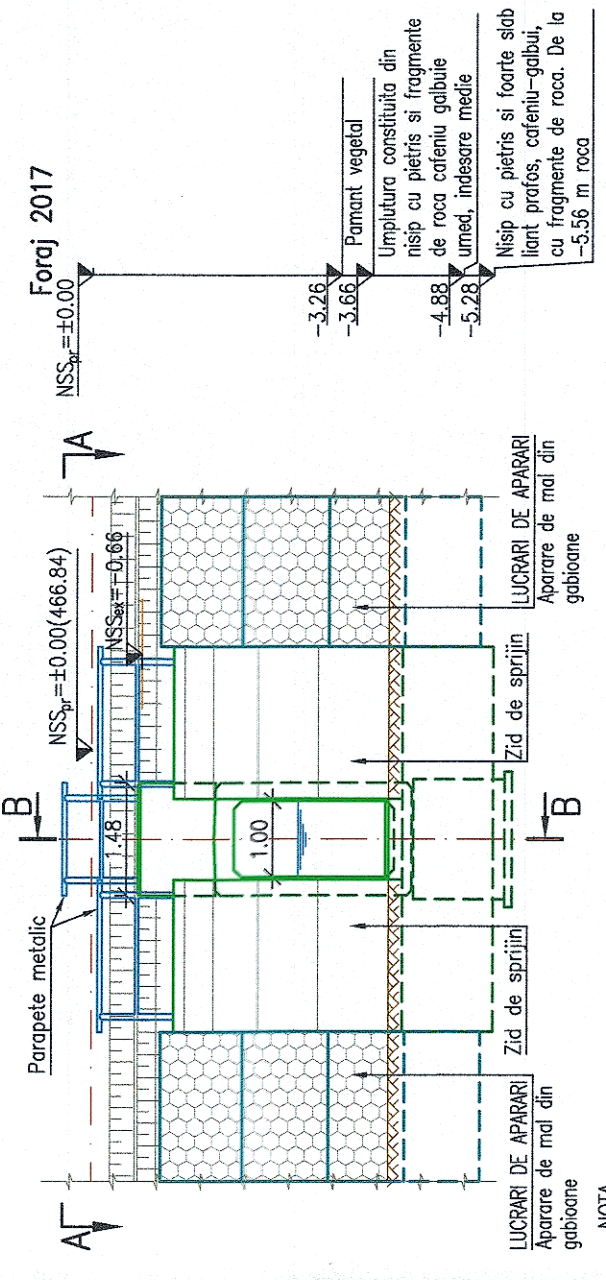 Foraj 2017
NSSpr=±0.00
-3.26
Pamant vegetal
-3.66
Umplutura constituita din
nisip cu pietris si fragmente
de roca cafeniu galbuie
umed, indesare medie
-4.88
-5.28
Nisip cu pietris si foarte slab
liant prafos, cafeniu-galbui,
cu fragmente de roca. De la
-5.56 m roca
A
B
A
Parapete metalic
NSSpr=±0.00(466.84)
NSSex=-0.66
1.48
1.00
Zid de sprijin
Zid de sprijin
B
LUCRARI DE APARARI
Aparare de mal din
gabioane
LUCRARI DE APARARI
Aparare de mal din
gabioane
NOTA